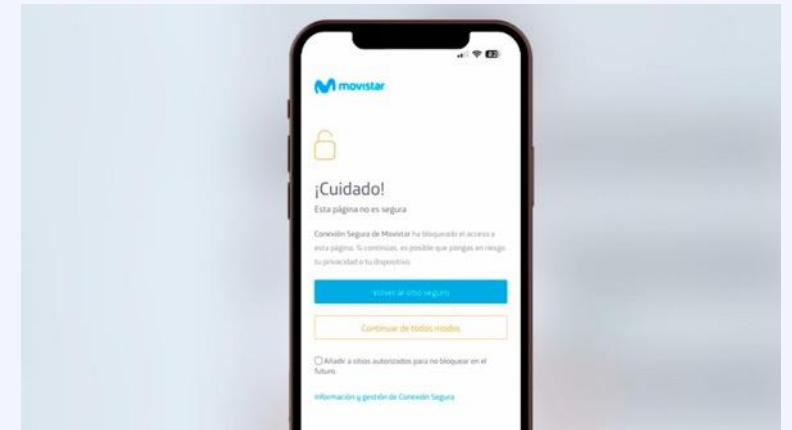 82
movistar
¡Cuidado!
Esta página no es segura
Conexión Segura de Movistar ha bloqueado el acceso a
esta página. Si continúas, es posible que pongas en riesgo
tu privacidad o tu dispositivo.
Volver al sitio seguro
Continuar de todos modos
Añadir a sitios autorizados para no bloquear en el
futuro.
Información y gestión de Conexión Segura